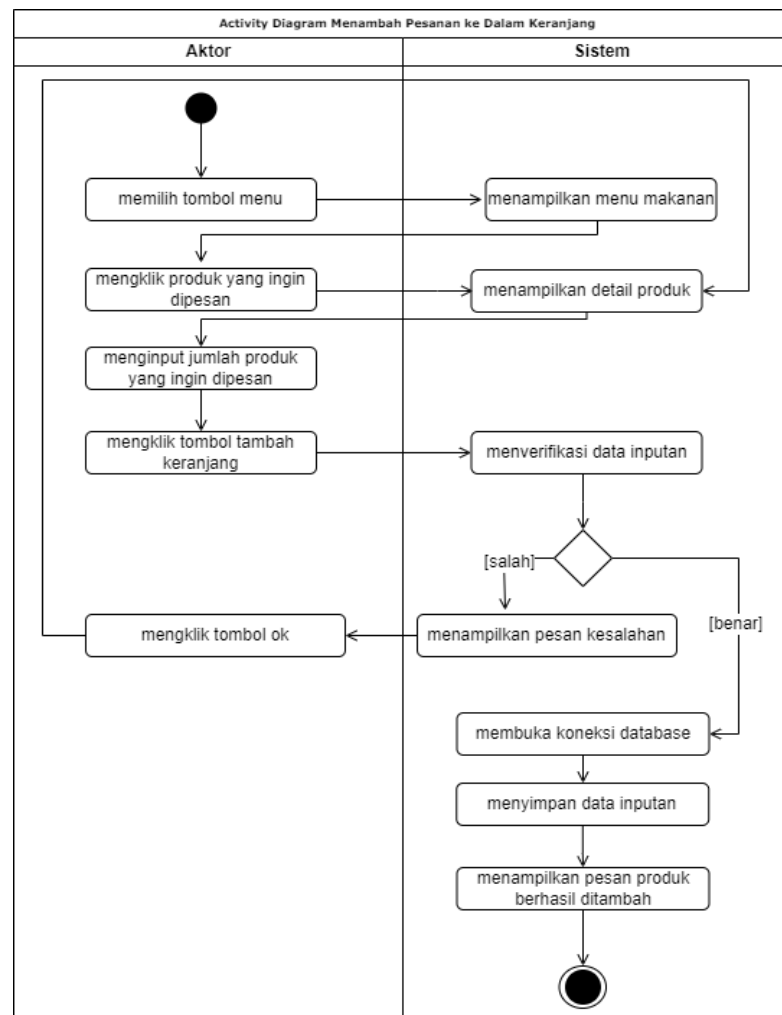 Activity Diagram Menambah Pesanan ke Dalam Keranjang
Aktor
Sistem
memilih tombol menu
menampilkan menu makanan
mengklik produk yang ingin
dipesan
menampilkan detail produk
menginput jumlah produk
yang ingin dipesan
mengklik tombol tambah
keranjang
menverifikasi data inputan
[salah]
[benar]
mengklik tombol ok
menampilkan pesan kesalahan
membuka koneksi database
menyimpan data inputan
menampilkan pesan produk
berhasil ditambah